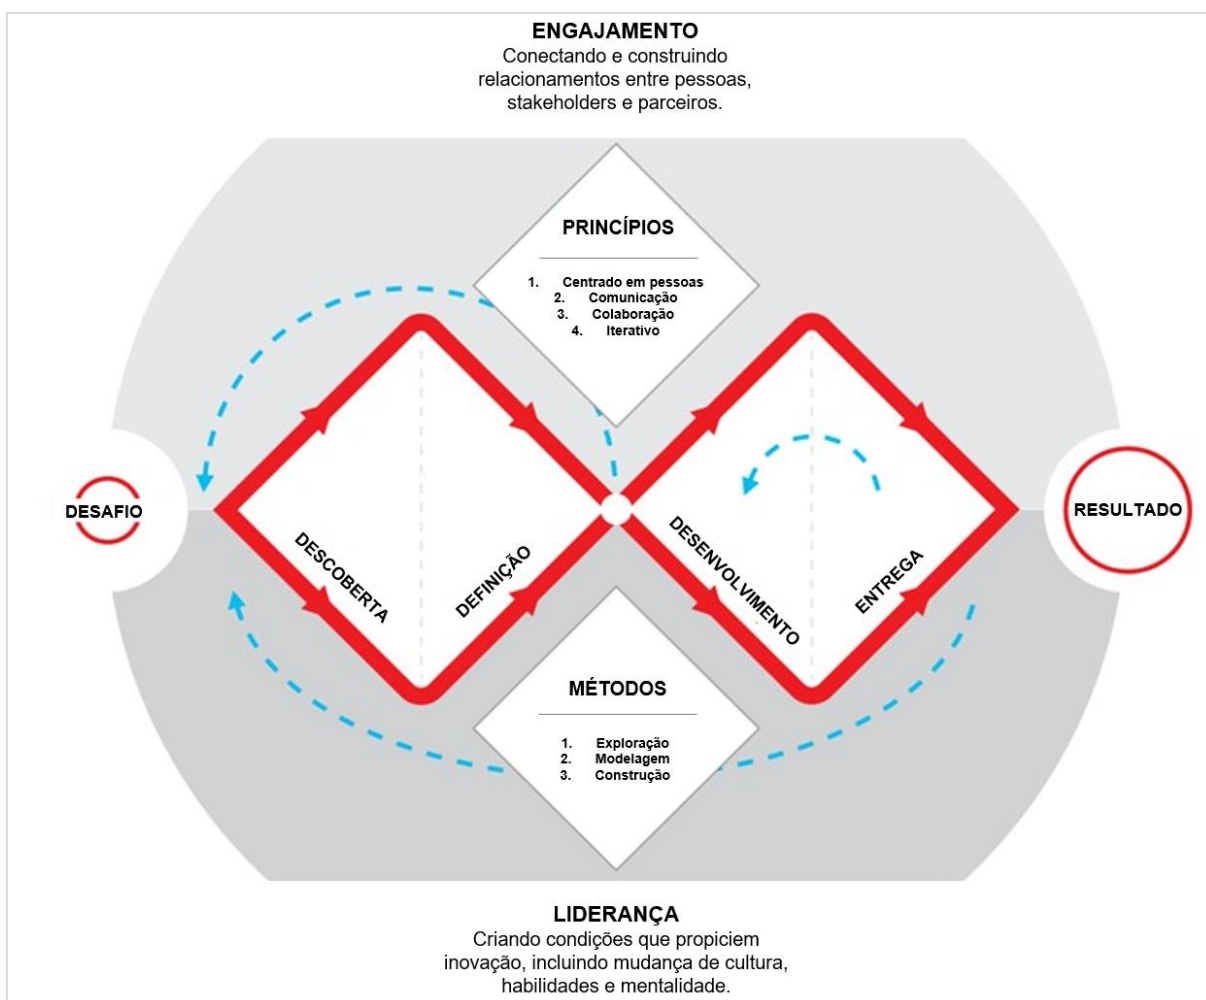 ENGAJAMENTO
Conectando e construindo
relacionamentos entre pessoas,
stakeholders e parceiros.
PRINCÍPIOS
1. Centrado em pessoas
2. Comunicação
3. Colaboração
4. Iterativo
DESAFIO
DESCOBERTA
DEFINIÇÃO
DESENVOLVIMENTO
ENTREGA
RESULTADO
MÉTODOS
1. Exploração
2. Modelagem
3. Construção
LIDERANÇA
Criando condições que propiciem
inovação, incluindo mudança de cultura,
habilidades e mentalidade.